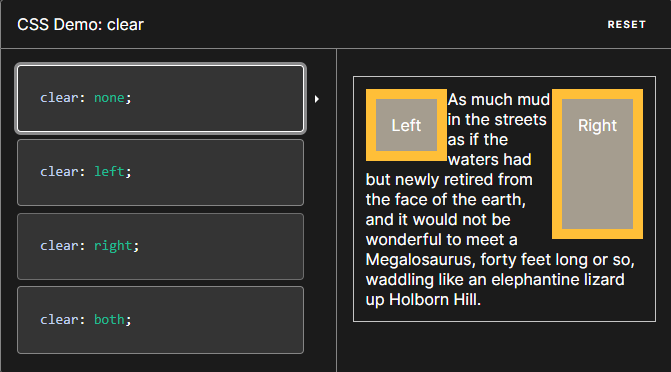 CSS Demo: clear
RESET
clear: none;
clear: left;
clear: right;
clear: both;
Left
Right
As much mud
in the streets
as if the
waters had
but newly retired from
the face of the earth,
and it would not be
wonderful to meet a
Megalosaurus, forty feet long or so,
waddling like an elephantine lizard
up Holborn Hill.